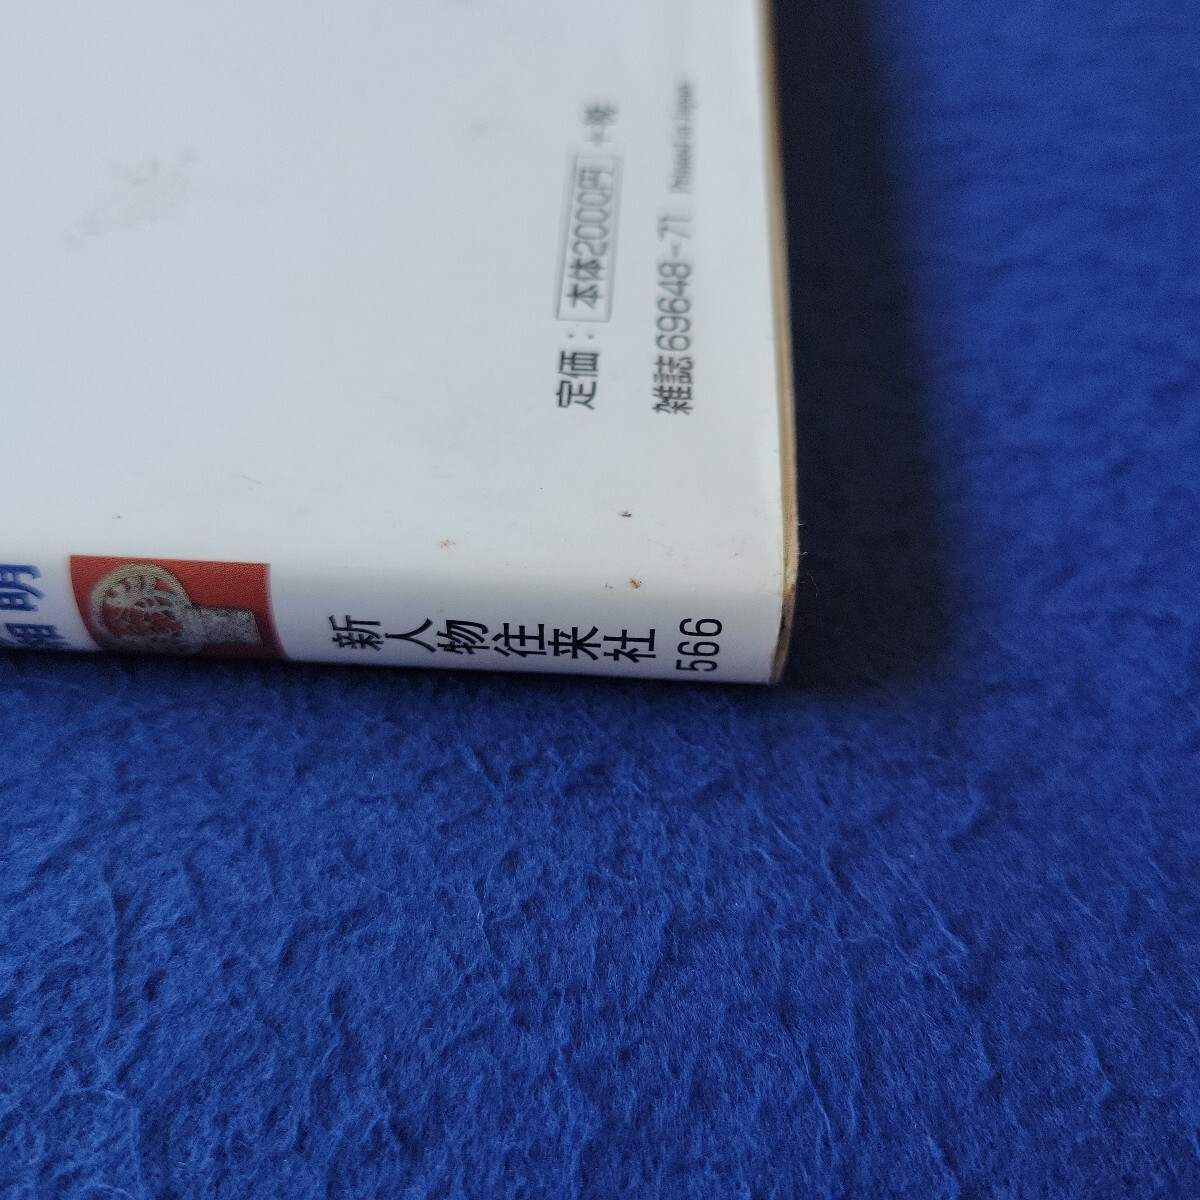 定価：本体2000円＋税
雑誌69648-71 Printed in Japan
明
新人物往来社
566